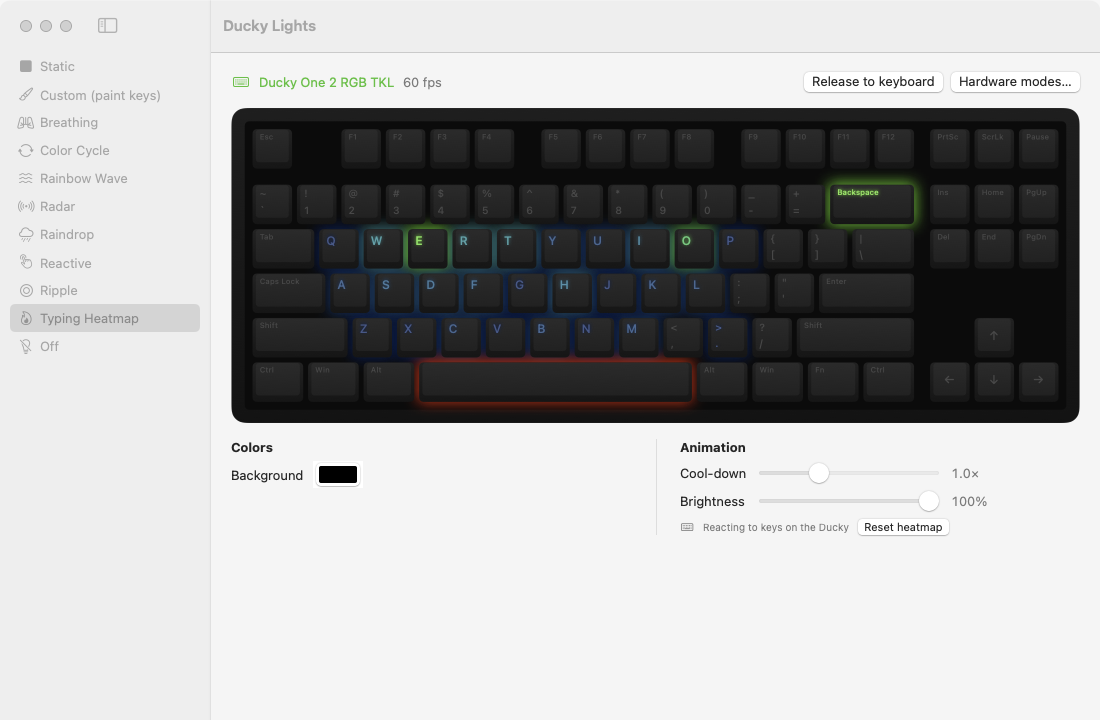 Ducky Lights
Static
Custom (paint keys)
Breathing
Color Cycle
Rainbow Wave
Radar
Raindrop
Reactive
Ripple
Typing Heatmap
Off
Ducky One 2 RGB TKL 60 fps
Release to keyboard Hardware modes...
Esc F1 F2 F3 F4 F5 F6 F7 F8 F9 F10 F11 F12 PrtSc ScrLk Pause
~ ! @ # $ % ^ & * ( ) _ + Backspace Ins Home PgUp
` 1 2 3 4 5 6 7 8 9 0 - =
Tab Q W E R T Y U I O P { } | Del End PgDn
[ ] \
Caps Lock A S D F G H J K L : " Enter
; '
Shift Z X C V B N M < > ? Shift ↑
, . /
Ctrl Win Alt Alt Win Fn Ctrl ← ↓ →
Colors
Background
Animation
Cool-down 1.0×
Brightness 100%
Reacting to keys on the Ducky Reset heatmap